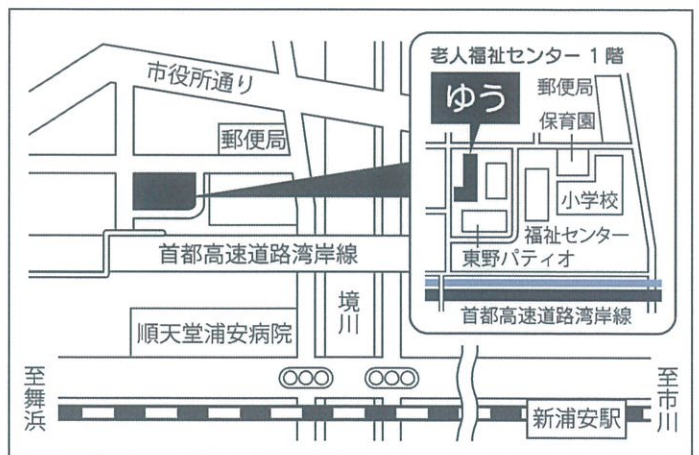 市役所通り
郵便局
首都高速道路湾岸線
境川
順天堂浦安病院
至舞浜
至市川
新浦安駅
老人福祉センター 1階
ゆう
郵便局
保育園
小学校
福祉センター
東野パティオ
首都高速道路湾岸線